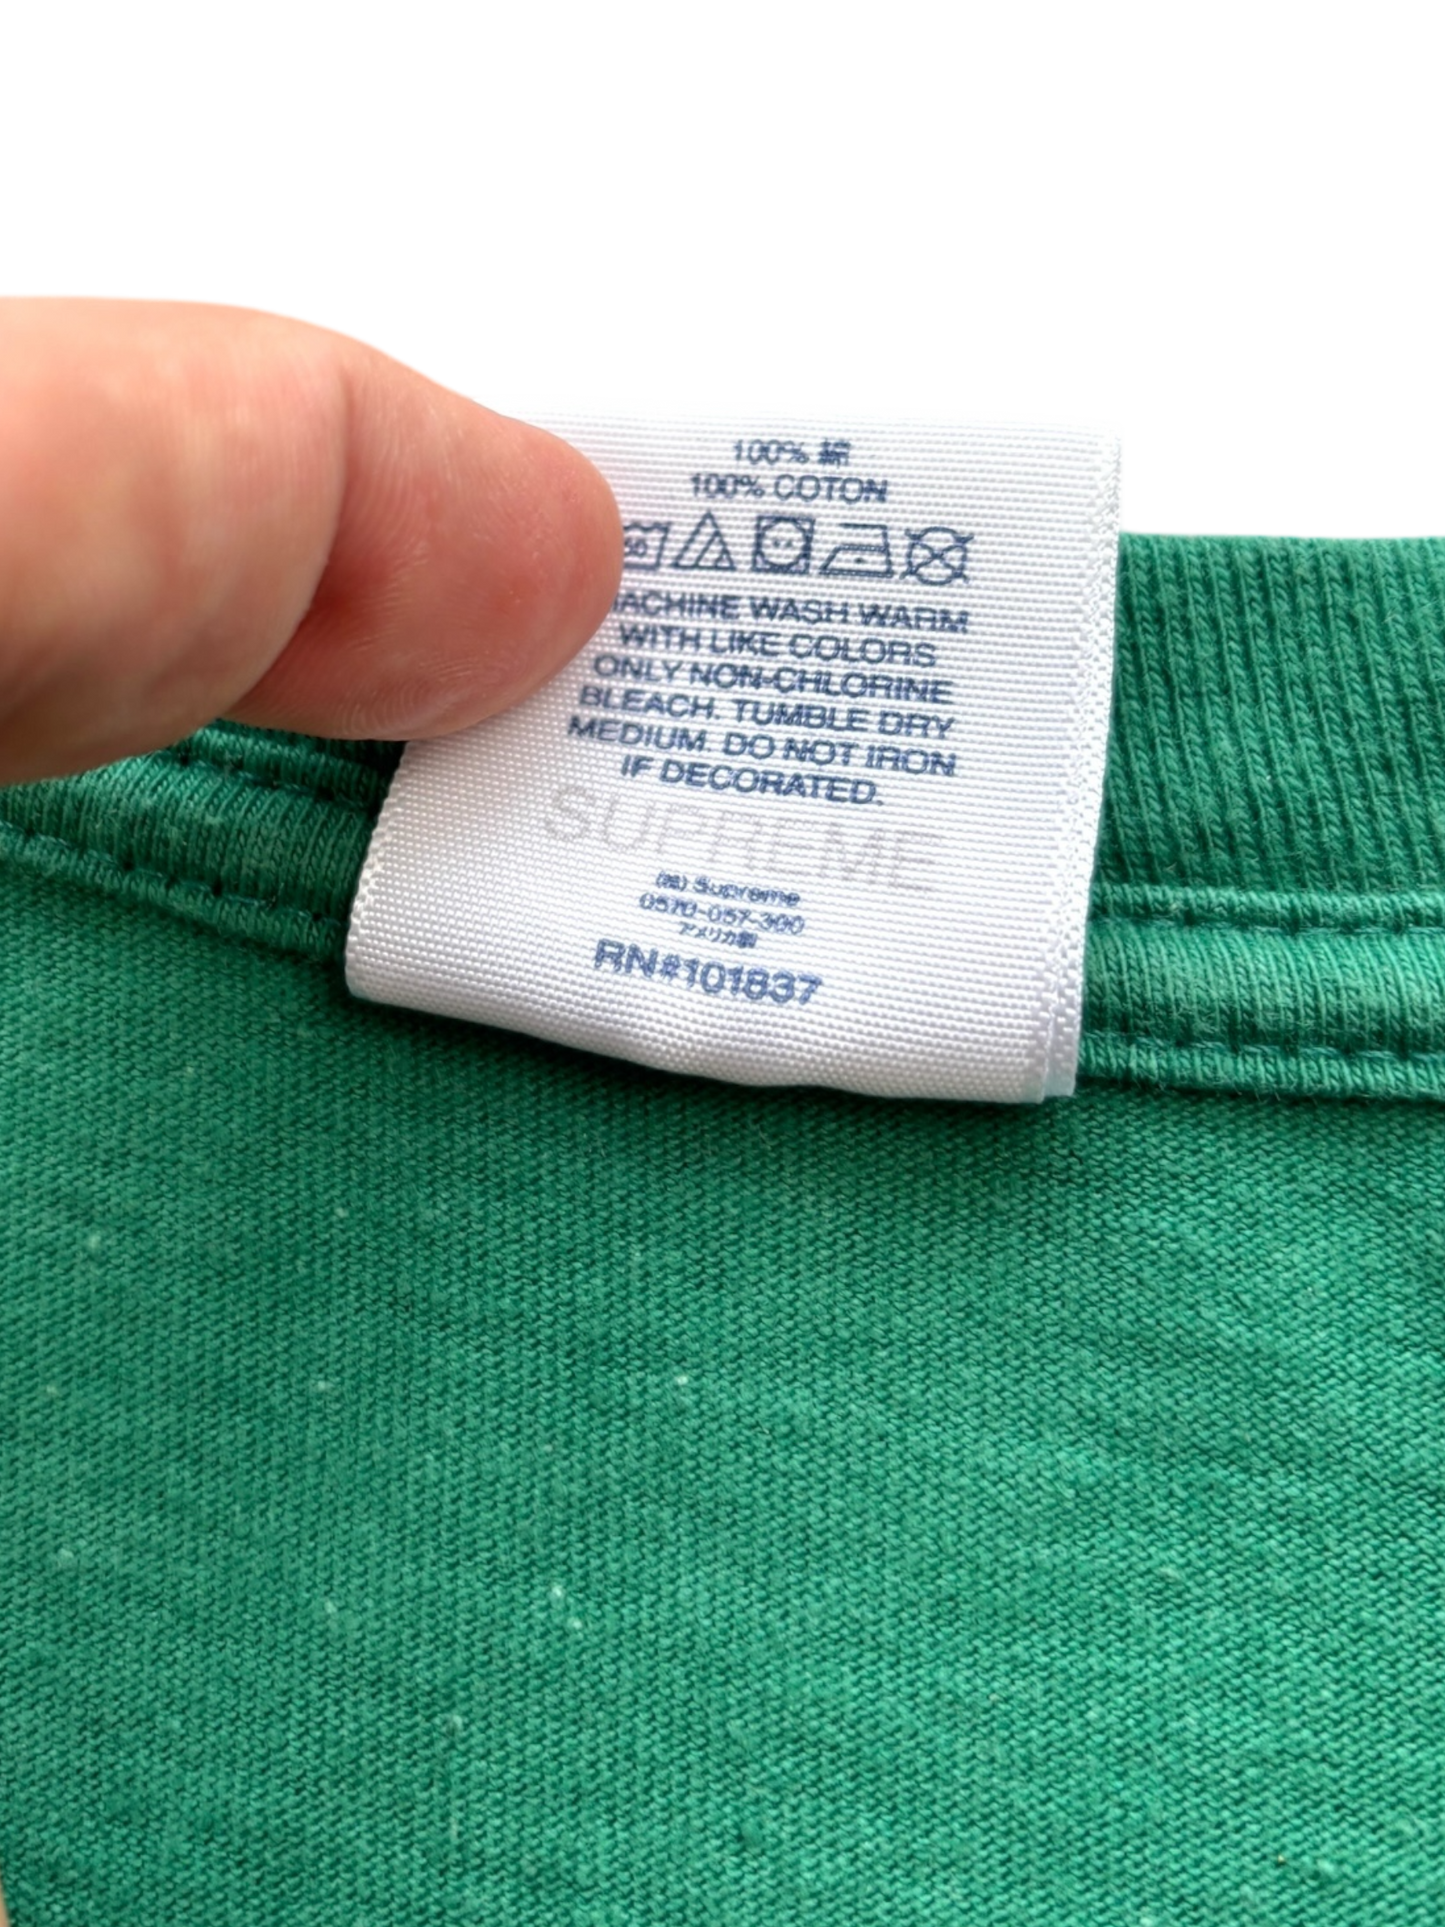 100% 綿
100% COTON
MACHINE WASH WARM
WITH LIKE COLORS
ONLY NON-CHLORINE
BLEACH. TUMBLE DRY
MEDIUM. DO NOT IRON
IF DECORATED.
SUPREME
(株) Supreme
0570-057-300
アメリカ製
RN#101837